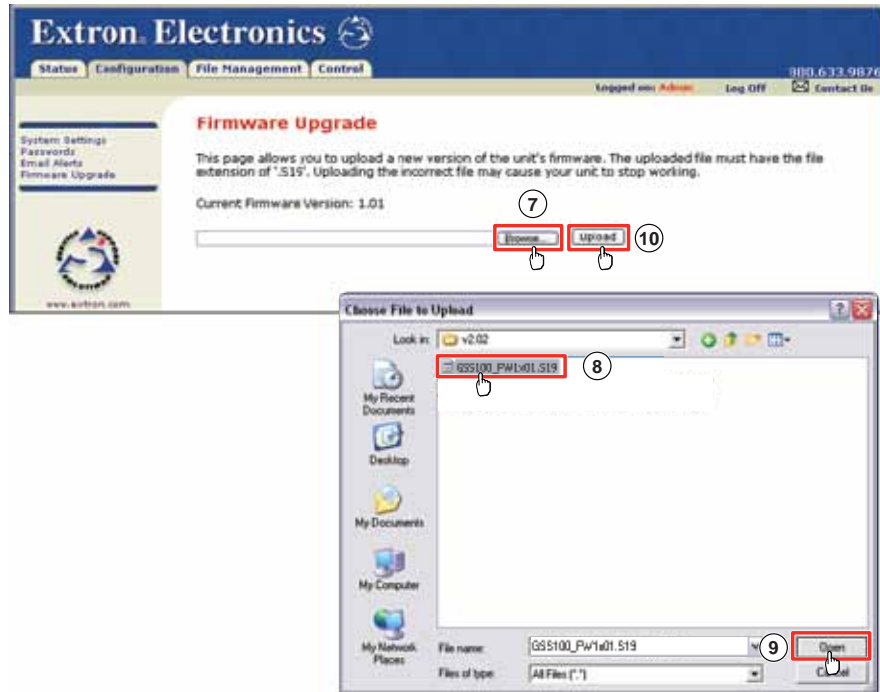 Extron Electronics
Status Configuration File Management Control
800.633.9876
Logged on: Admin Log Off Contact Us
System Settings
Passwords
Email Alerts
Firmware Upgrade
Firmware Upgrade
This page allows you to upload a new version of the unit's firmware. The uploaded file must have the file
extension of '.S19'. Uploading the incorrect file may cause your unit to stop working.
Current Firmware Version: 1.01
7
Browse... Upload 10
www.extron.com
Choose File to Upload
Look in: v2.02
GSS100_FW1x01.S19 8
My Recent
Documents
Desktop
My Documents
My Computer
My Network
Places
File name: GSS100_FW1x01.S19 9 Open
Files of type: All Files (*.*) Cancel